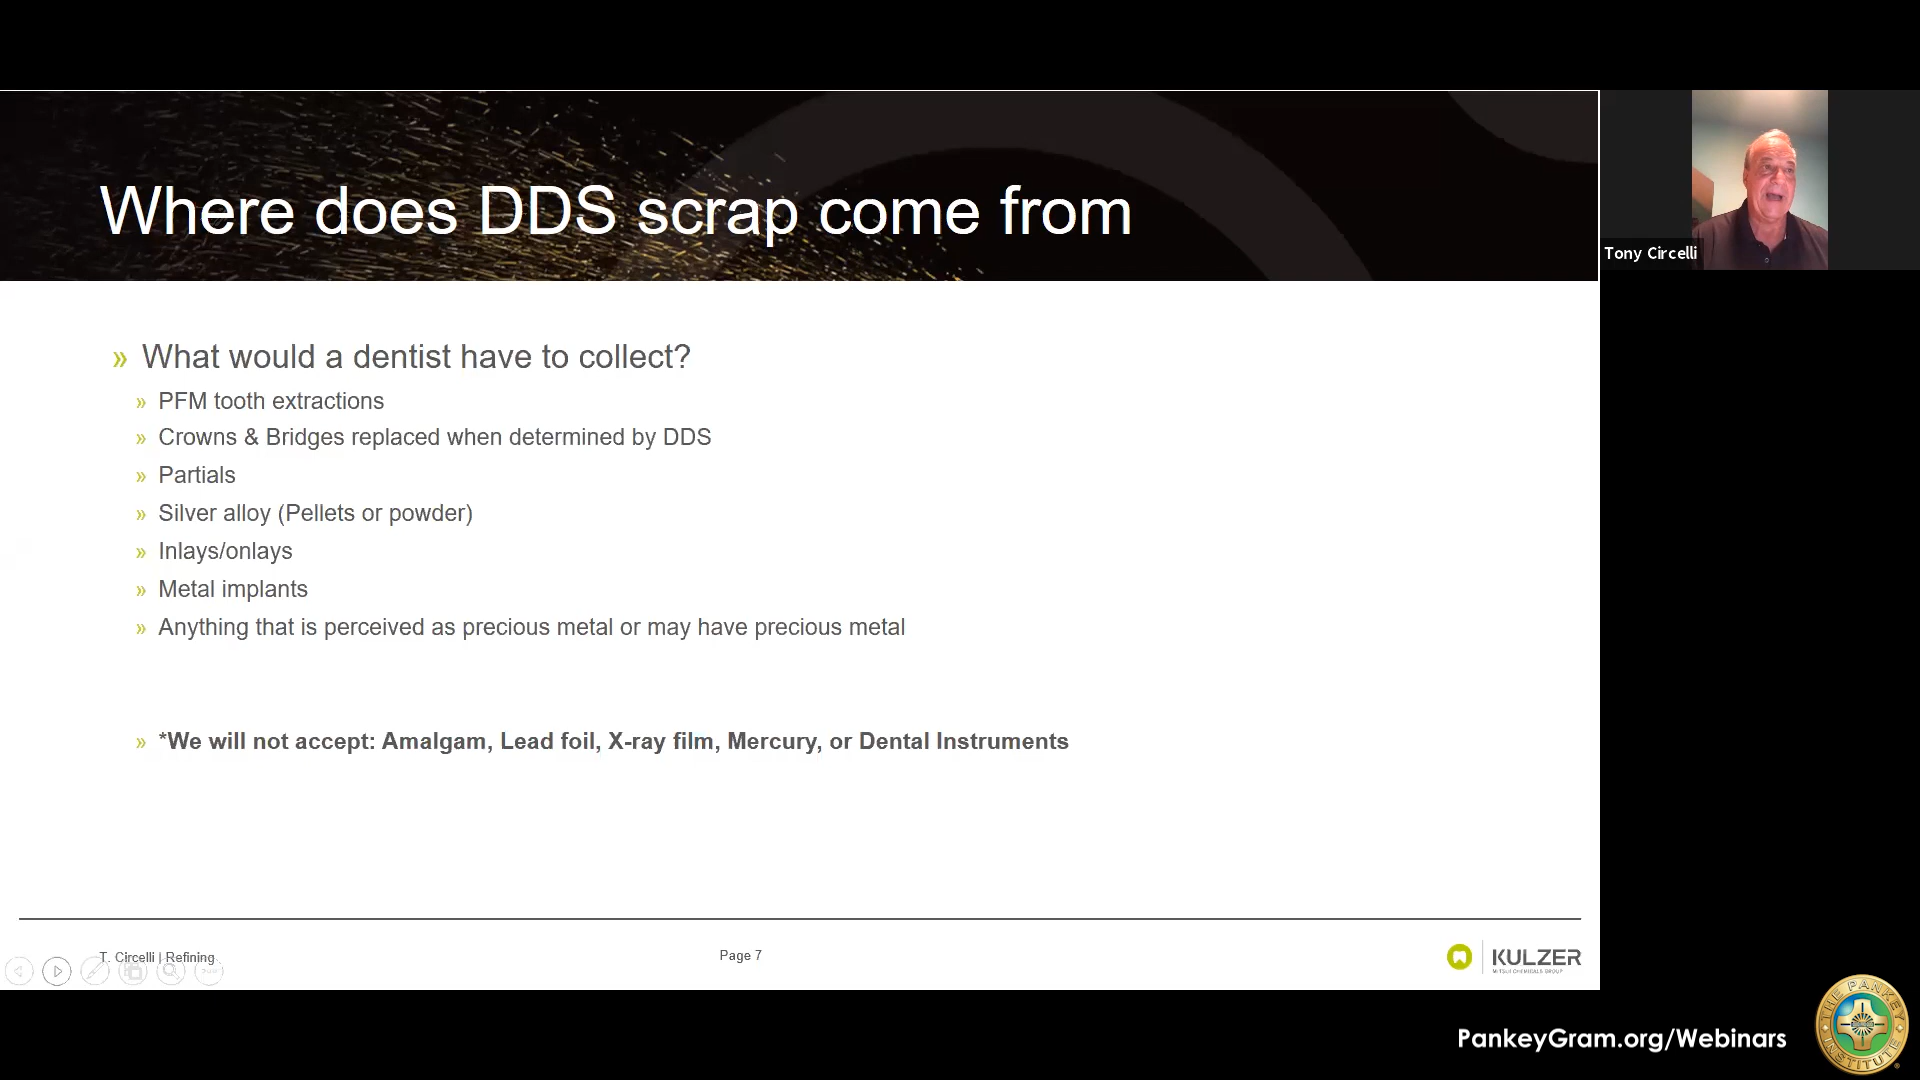 Where does DDS scrap come from
Tony Circelli
» What would a dentist have to collect?
» PFM tooth extractions
» Crowns & Bridges replaced when determined by DDS
» Partials
» Silver alloy (Pellets or powder)
» Inlays/onlays
» Metal implants
» Anything that is perceived as precious metal or may have precious metal
» *We will not accept: Amalgam, Lead foil, X-ray film, Mercury, or Dental Instruments
T. Circelli | Refining
Page 7
KULZER
MITSUI CHEMICALS GROUP
PankeyGram.org/Webinars
THE PANKEY INSTITUTE